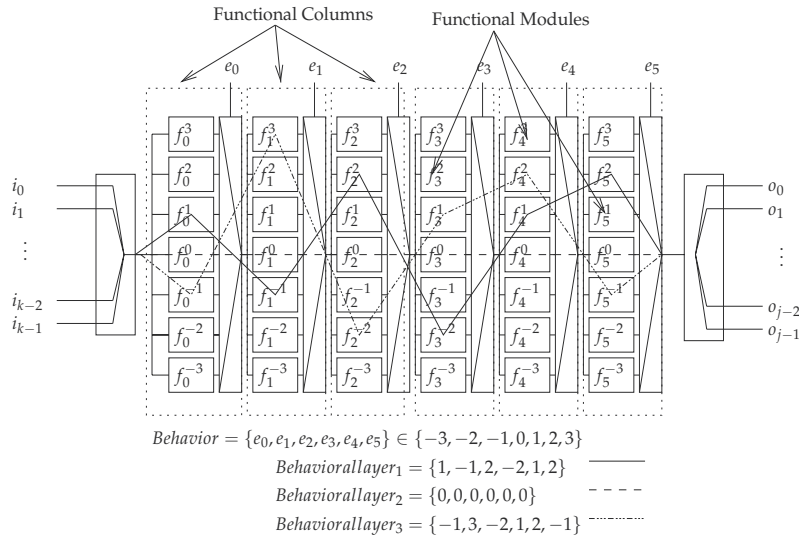 Functional Columns Functional Modules
e₀ e₁ e₂ e₃ e₄ e₅
f₀³ f₁³ f₂³ f₃³ f₄³ f₅³
f₀² f₁² f₂² f₃² f₄² f₅²
i₀ o₀
f₀¹ f₁¹ f₂¹ f₃¹ f₄¹ f₅¹
i₁ o₁
f₀⁰ f₁⁰ f₂⁰ f₃⁰ f₄⁰ f₅⁰
⋮ ⋮
f₀⁻¹ f₁⁻¹ f₂⁻¹ f₃⁻¹ f₄⁻¹ f₅⁻¹
iₖ₋₂ oⱼ₋₂
iₖ₋₁ oⱼ₋₁
f₀⁻² f₁⁻² f₂⁻² f₃⁻² f₄⁻² f₅⁻²
f₀⁻³ f₁⁻³ f₂⁻³ f₃⁻³ f₄⁻³ f₅⁻³
Behavior = {e₀, e₁, e₂, e₃, e₄, e₅} ∈ {−3, −2, −1, 0, 1, 2, 3}
Behaviorallayer₁ = {1, −1, 2, −2, 1, 2}
Behaviorallayer₂ = {0, 0, 0, 0, 0, 0}
Behaviorallayer₃ = {−1, 3, −2, 1, 2, −1}